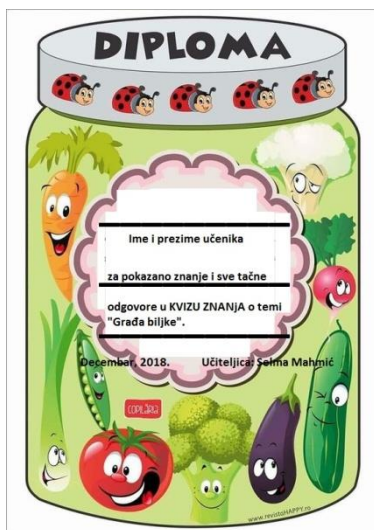 DIPLOMA
Ime i prezime učenika
za pokazano znanje i sve tačne
odgovore u KVIZU ZNANjA o temi
"Građa biljke".
Decembar, 2018. Učiteljica: Selma Mahmić
COPILĂRIA
www.revistaHAPPY.ro